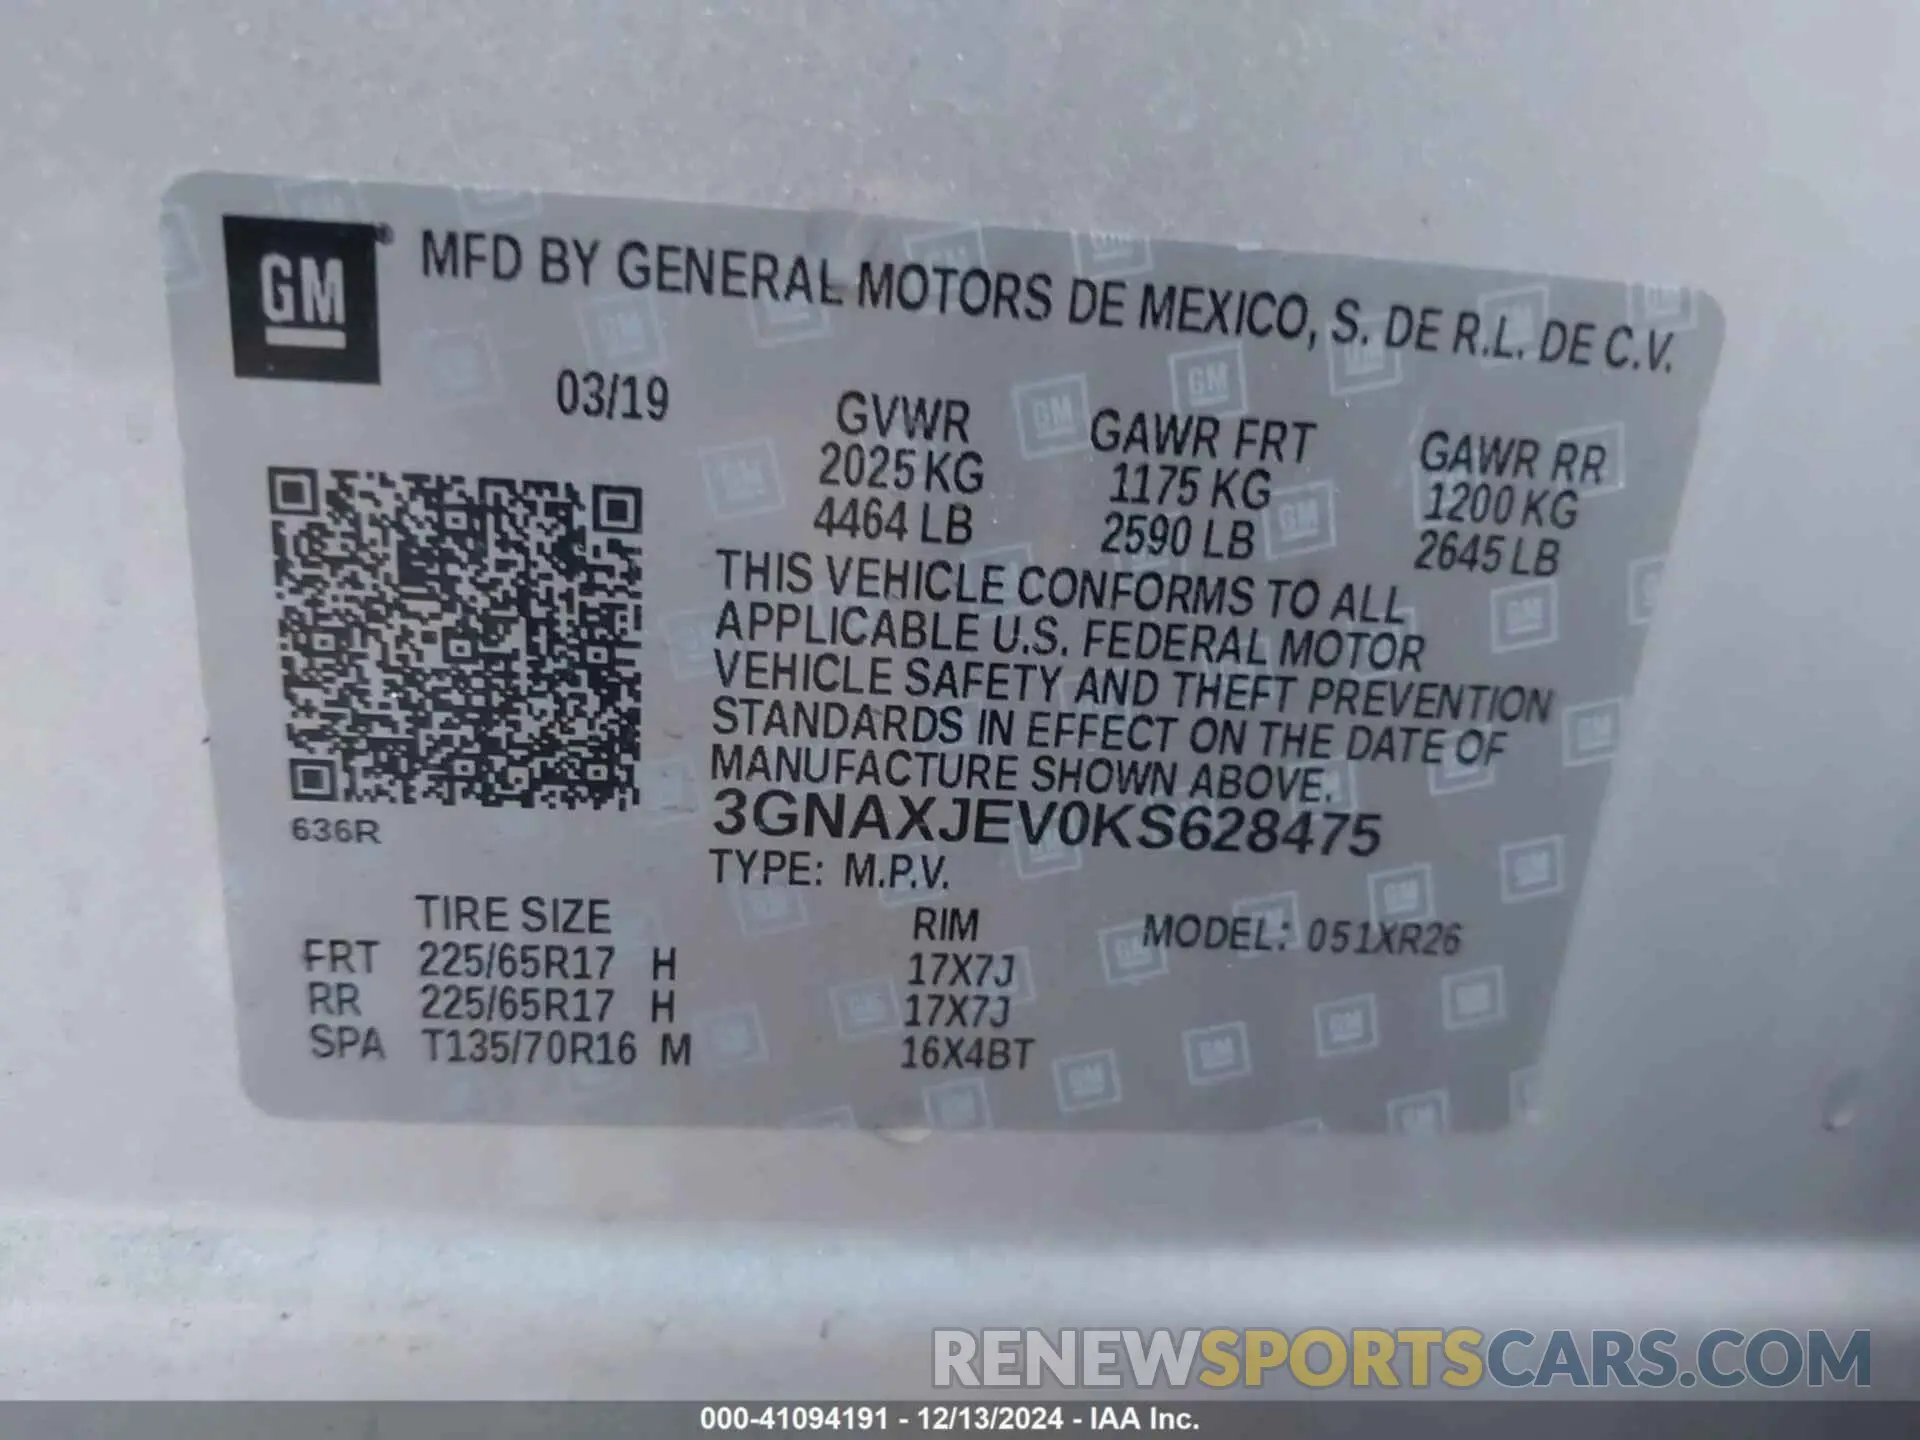 GM® MFD BY GENERAL MOTORS DE MEXICO, S. DE R.L. DE C.V.
03/19
GVWR GAWR FRT GAWR RR
2025 KG 1175 KG 1200 KG
4464 LB 2590 LB 2645 LB
THIS VEHICLE CONFORMS TO ALL
APPLICABLE U.S. FEDERAL MOTOR
VEHICLE SAFETY AND THEFT PREVENTION
STANDARDS IN EFFECT ON THE DATE OF
MANUFACTURE SHOWN ABOVE.
3GNAXJEV0KS628475
636R
TYPE: M.P.V.
TIRE SIZE RIM MODEL: 051XR26
FRT 225/65R17 H 17X7J
RR 225/65R17 H 17X7J
SPA T135/70R16 M 16X4BT
RENEWSPORTSCARS.COM
000-41094191 - 12/13/2024 - IAA Inc.